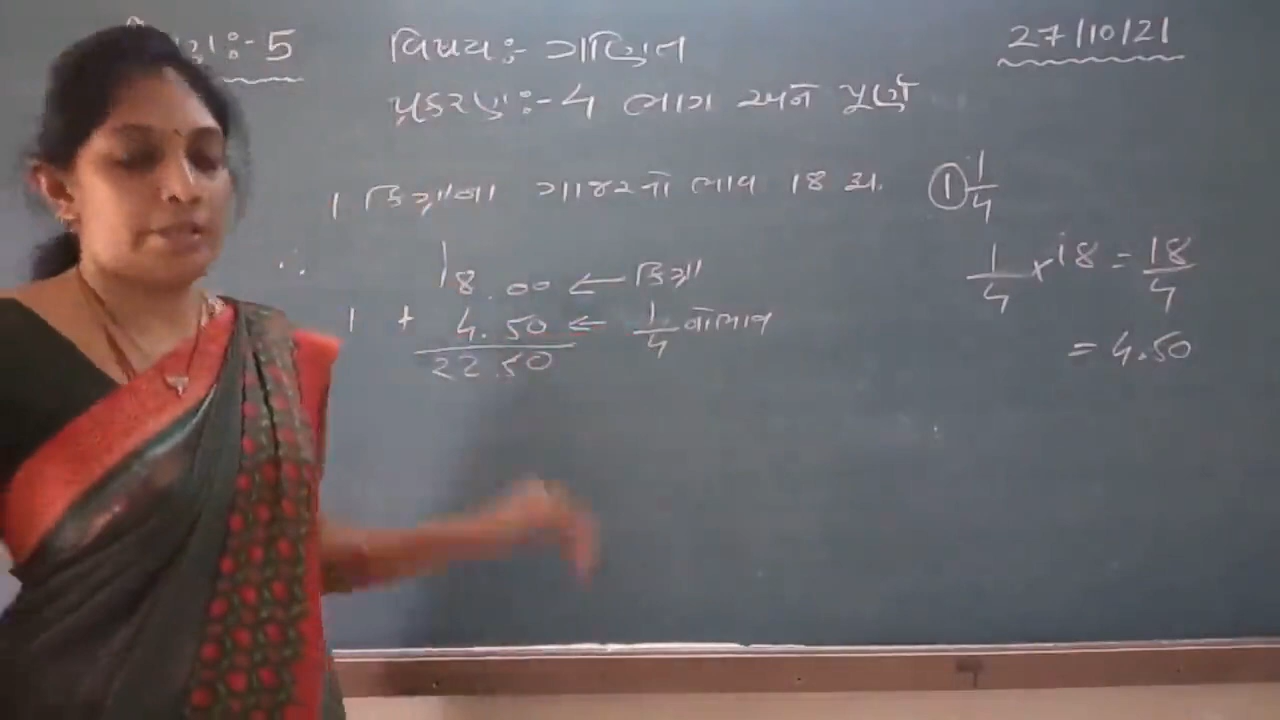 :-5 વિષય:- ગણિત 27/10/21
પ્રકરણ:-4 ભાગ અને પૂર્ણ
1 કિગ્રાના ગાજરનો ભાવ 18 રૂ. ① 1/4
∴ 18.00 ← કિગ્રા 1/4 × 18 = 18/4
1 + 4.50 ← 1/4 નો ભાવ = 4.50
22.50